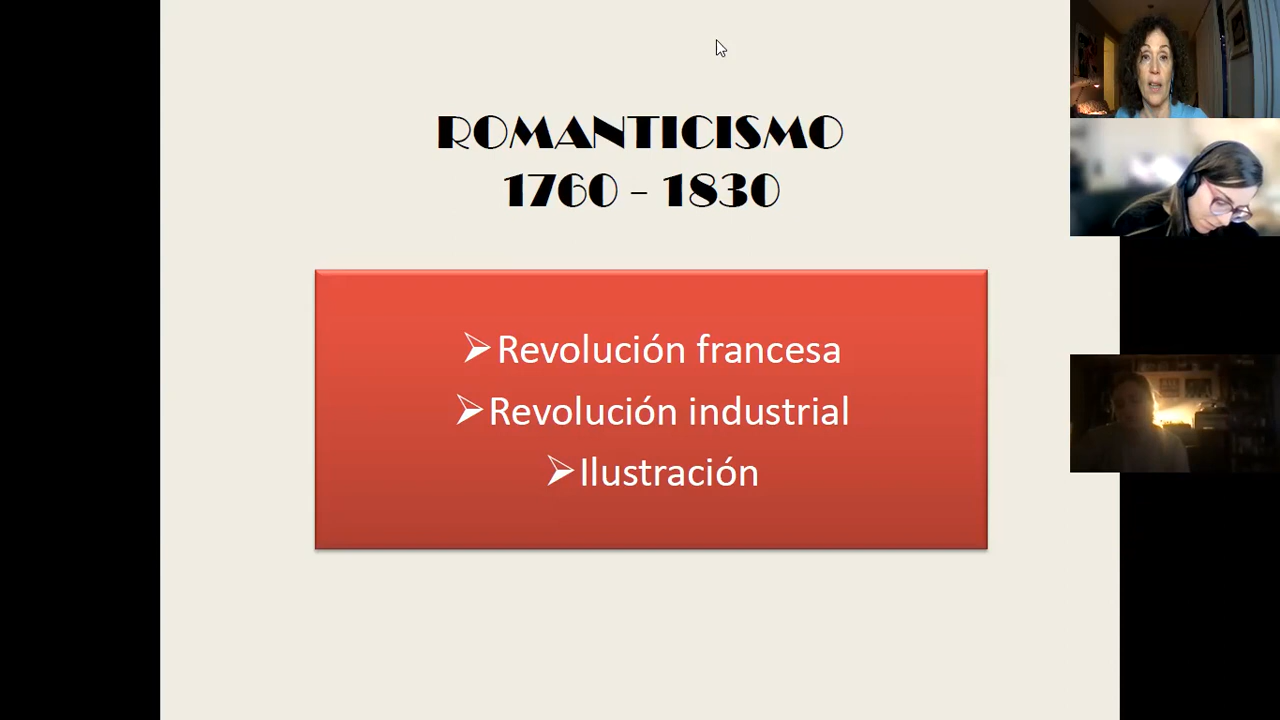 ROMANTICISMO
1760 - 1830
➢Revolución francesa
➢Revolución industrial
➢Ilustración